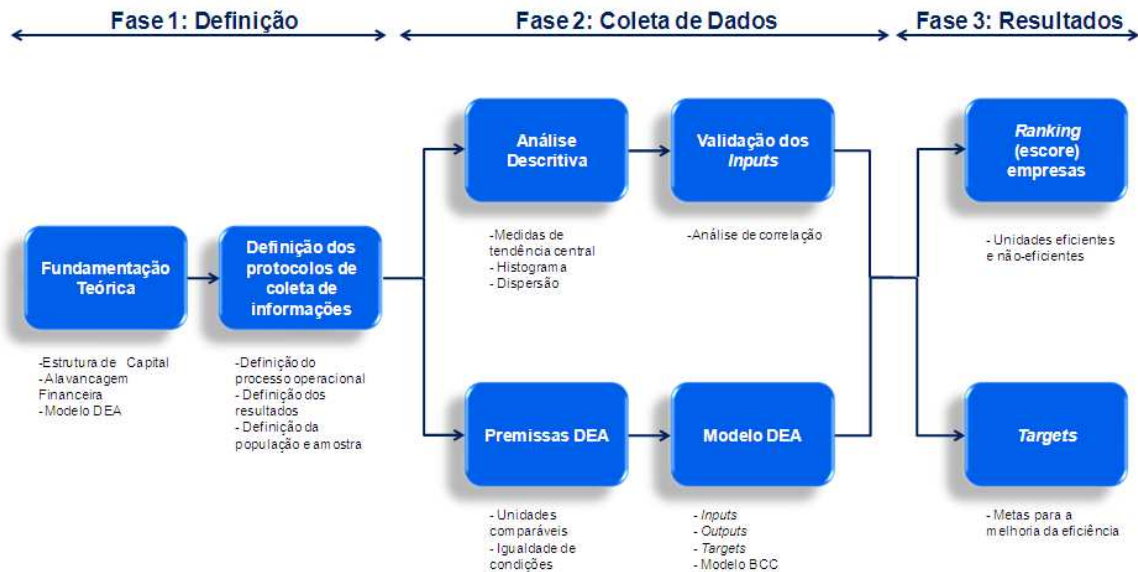 Fase 1: Definição
Fase 2: Coleta de Dados
Fase 3: Resultados
Fundamentação
Teórica
-Estrutura de Capital
-Alavancagem
Financeira
-Modelo DEA
Definição dos
protocolos de
coleta de
informações
-Definição do
processo operacional
- Definição dos
resultados
- Definição da
população e amostra
Análise
Descritiva
-Medidas de
tendência central
- Histograma
- Dispersão
Validação dos
Inputs
-Análise de correlação
Premissas DEA
- Unidades
comparáveis
- Igualdade de
condições
Modelo DEA
- Inputs
- Outputs
- Targets
- Modelo BCC
Ranking
(escore)
empresas
- Unidades eficientes
e não-eficientes
Targets
- Metas para a
melhoria da eficiência